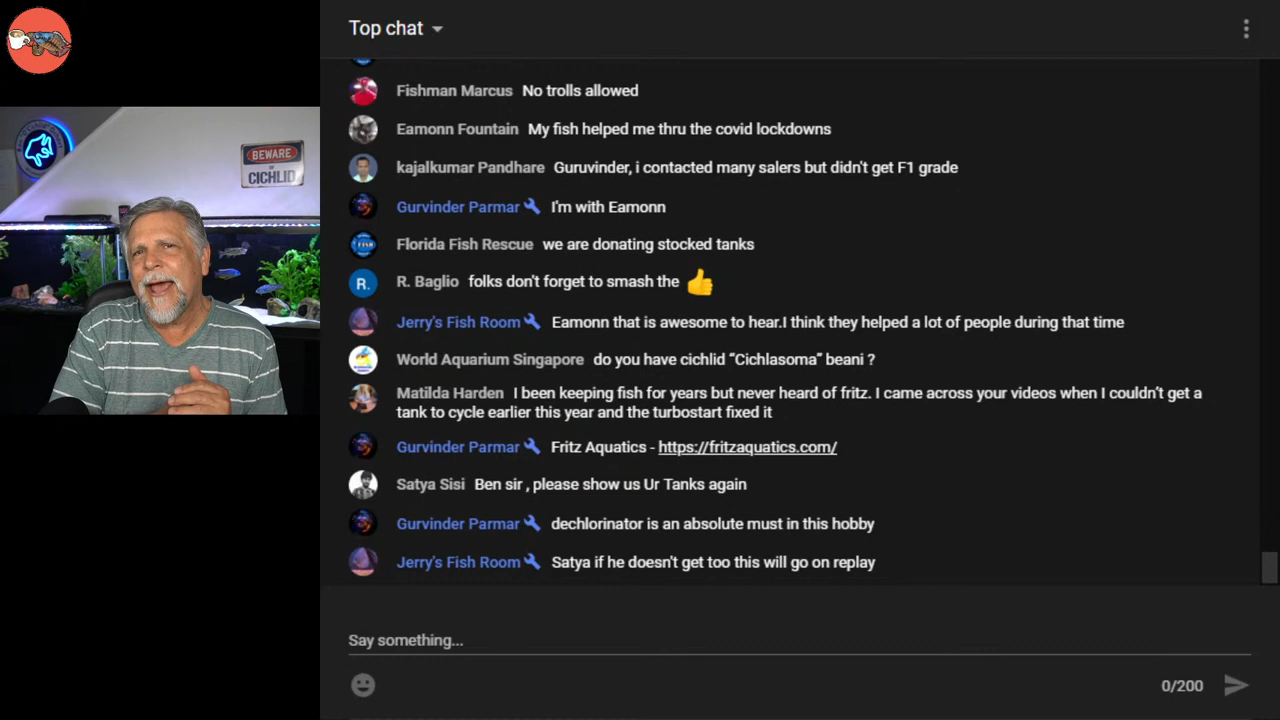 Top chat
Fishman Marcus No trolls allowed
Eamonn Fountain My fish helped me thru the covid lockdowns
kajalkumar Pandhare Guruvinder, i contacted many salers but didn't get F1 grade
Gurvinder Parmar I'm with Eamonn
Florida Fish Rescue we are donating stocked tanks
R. R. Baglio folks don't forget to smash the 👍
Jerry's Fish Room Eamonn that is awesome to hear.I think they helped a lot of people during that time
World Aquarium Singapore do you have cichlid “Cichlasoma” beani ?
Matilda Harden I been keeping fish for years but never heard of fritz. I came across your videos when I couldn’t get a
tank to cycle earlier this year and the turbostart fixed it
Gurvinder Parmar Fritz Aquatics - https://fritzaquatics.com/
Satya Sisi Ben sir , please show us Ur Tanks again
Gurvinder Parmar dechlorinator is an absolute must in this hobby
Jerry's Fish Room Satya if he doesn't get too this will go on replay
Say something...
0/200
BEWARE
OF
CICHLID
FISH